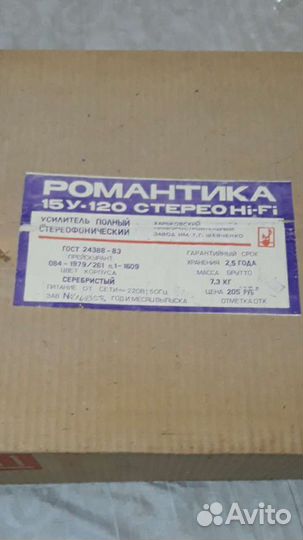 РОМАНТИКА
15У-120 СТЕРЕО Hi-Fi
УСИЛИТЕЛЬ ПОЛНЫЙ
СТЕРЕОФОНИЧЕСКИЙ
ХАРЬКОВСКИЙ
ПРИБОРОСТРОИТЕЛЬНЫЙ
ЗАВОД ИМ. Т.Г. ШЕВЧЕНКО
ГОСТ 24388-83
ПРЕЙСКУРАНТ
084-1979/261 п.1-1609
ЦВЕТ КОРПУСА
СЕРЕБРИСТЫЙ
ПИТАНИЕ ОТ СЕТИ~220В;50Гц
ЗАВ №
ГОД И МЕСЯЦ ВЫПУСКА
ГАРАНТИЙНЫЙ СРОК
ХРАНЕНИЯ 2,5 ГОДА
МАССА БРУТТО
7,3 КГ
ЦЕНА 205 РУБ
ОТМЕТКА ОТК
Avito